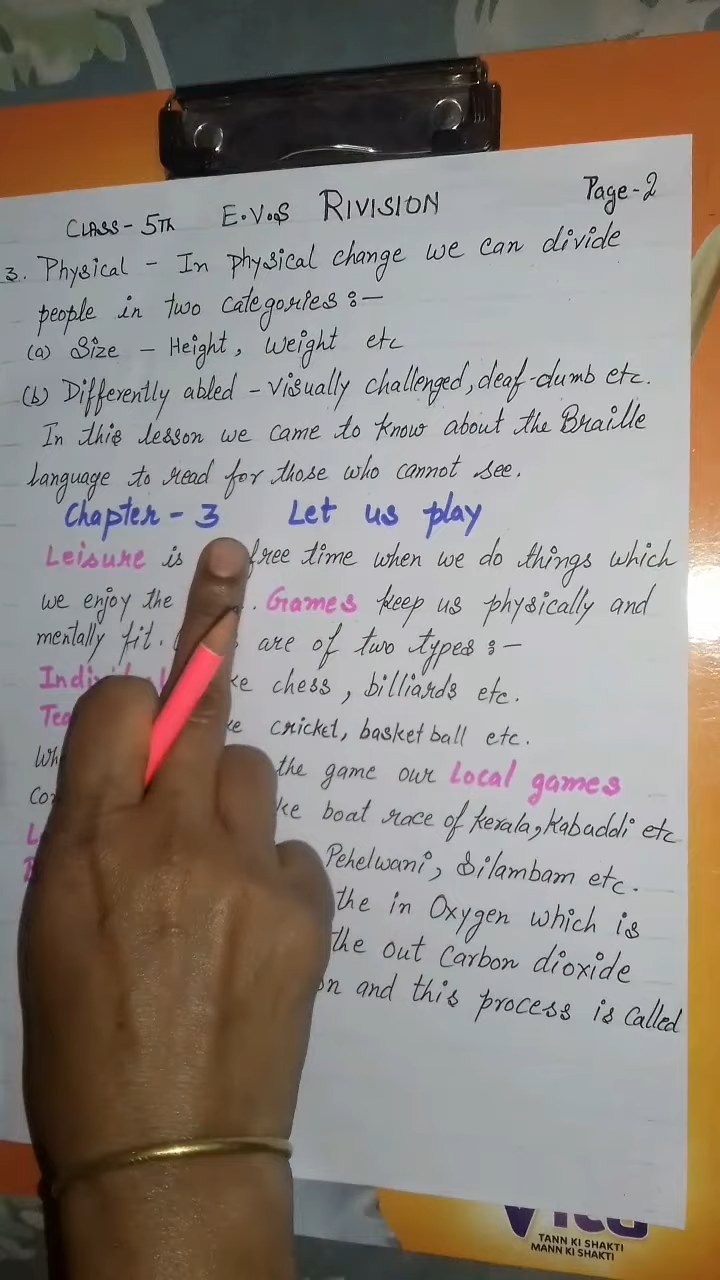 CLASS - 5TH E.V.S RIVISION Page-2
3. Physical - In physical change we can divide
people in two categories :-
(a) Size - Height, weight etc
(b) Differently abled - visually challenged, deaf-dumb etc.
In this lesson we came to know about the Braille
language to read for those who cannot see.
Chapter - 3 Let us play
Leisure is free time when we do things which
we enjoy the Games keep us physically and
mentally fit. are of two types :-
chess, billiards etc.
cricket, basket ball etc.
the game our Local games
boat race of Kerala, Kabaddi etc
Pehelwani, Silambam etc.
the in Oxygen which is
the out Carbon dioxide
and this process is called
TANN KI SHAKTI
MANN KI SHAKTI